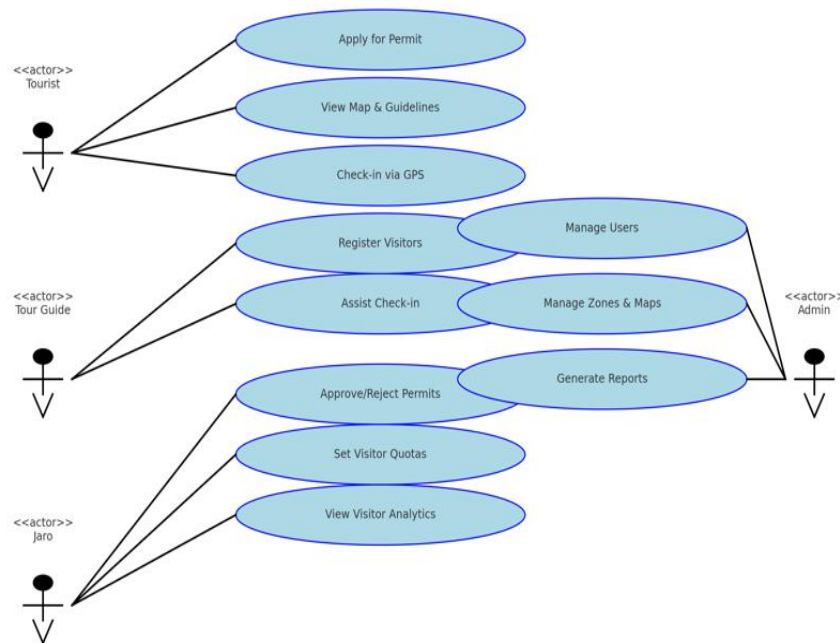 Apply for Permit
<<actor>>
Tourist
View Map & Guidelines
Check-in via GPS
Manage Users
Register Visitors
<<actor>>
Tour Guide
Assist Check-in
Manage Zones & Maps
<<actor>>
Admin
Generate Reports
Approve/Reject Permits
Set Visitor Quotas
View Visitor Analytics
<<actor>>
Jaro